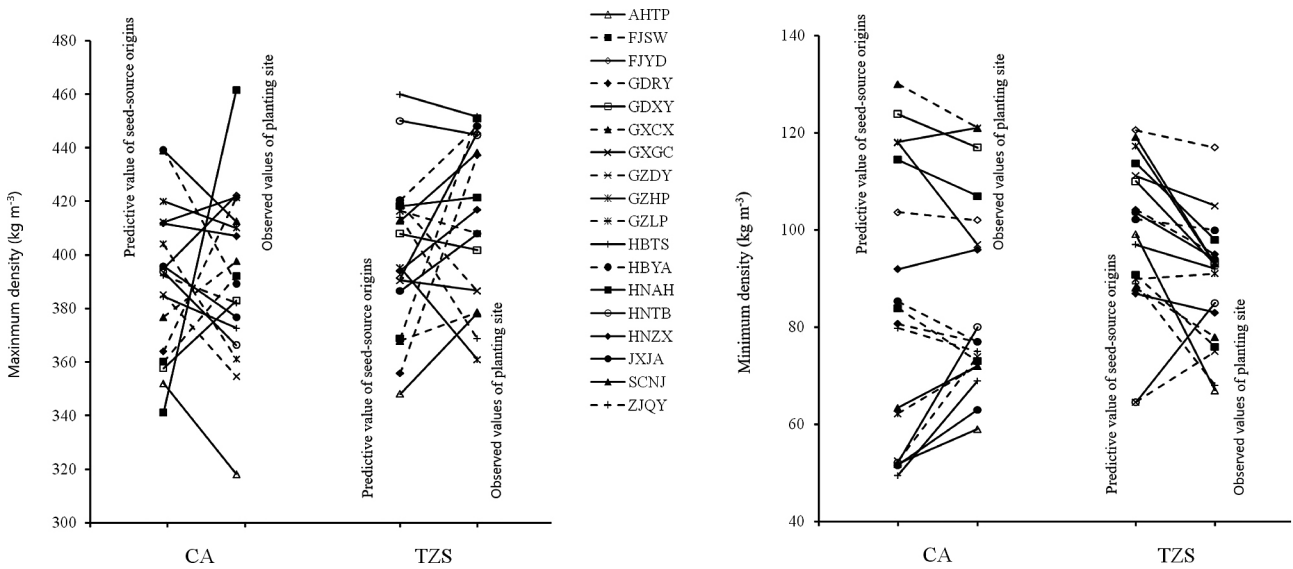 Maxinmum density (kg m⁻³)
480
460
440
420
400
380
360
340
320
300
Predictive value of seed-source origins
Observed values of planting site
Predictive value of seed-source origins
Observed values of planting site
CA
TZS
AHTP
FJSW
FJYD
GDRY
GDXY
GXCX
GXGC
GZDY
GZHP
GZLP
HBTS
HBYA
HNAH
HNTB
HNZX
JXJA
SCNJ
ZJQY
Minimum density (kg m⁻³)
140
120
100
80
60
40
Predictive value of seed-source origins
Observed values of planting site
Predictive value of seed-source origins
Observed values of planting site
CA
TZS